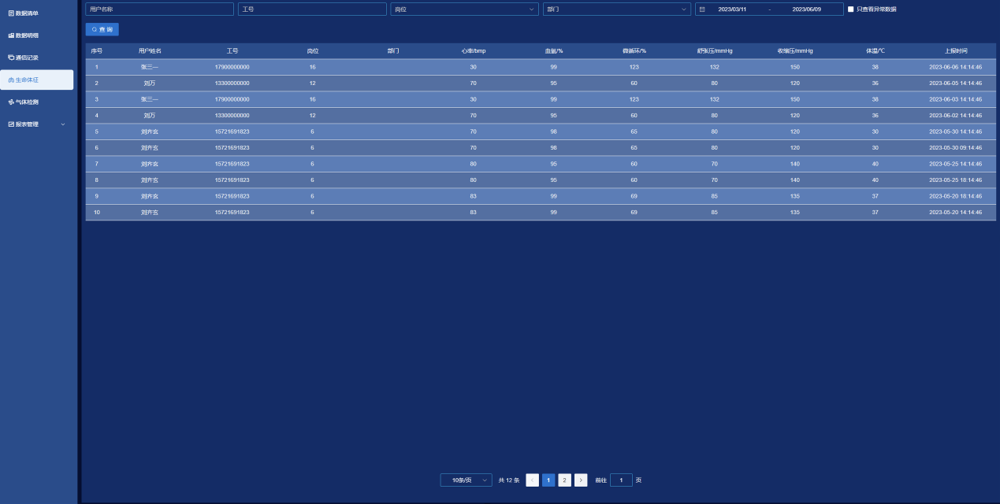 数据清单
数据明细
通信记录
生命体征
气体检测
报表管理
用户名称 工号 岗位 部门 2023/03/11 - 2023/06/09 只查看异常数据
查 询
序号 用户姓名 工号 岗位 部门 心率/bmp 血氧/% 微循环/% 舒张压/mmHg 收缩压/mmHg 体温/℃ 上报时间
1 张三一 17900000000 16 30 99 123 132 150 38 2023-06-06 14:14:46
2 刘万 13300000000 12 70 95 60 80 120 36 2023-06-05 14:14:46
3 张三一 17900000000 16 30 99 123 132 150 38 2023-06-03 14:14:46
4 刘万 13300000000 12 70 95 60 80 120 36 2023-06-02 14:14:46
5 刘齐玄 15721691823 6 70 98 65 80 120 30 2023-05-30 14:14:46
6 刘齐玄 15721691823 6 70 98 65 80 120 30 2023-05-30 09:14:46
7 刘齐玄 15721691823 6 80 95 60 70 140 40 2023-05-25 14:14:46
8 刘齐玄 15721691823 6 80 95 60 70 140 40 2023-05-25 18:14:46
9 刘齐玄 15721691823 6 83 99 69 85 135 37 2023-05-20 18:14:46
10 刘齐玄 15721691823 6 83 99 69 85 135 37 2023-05-20 14:14:46
10条/页 共 12 条 1 2 前往 1 页